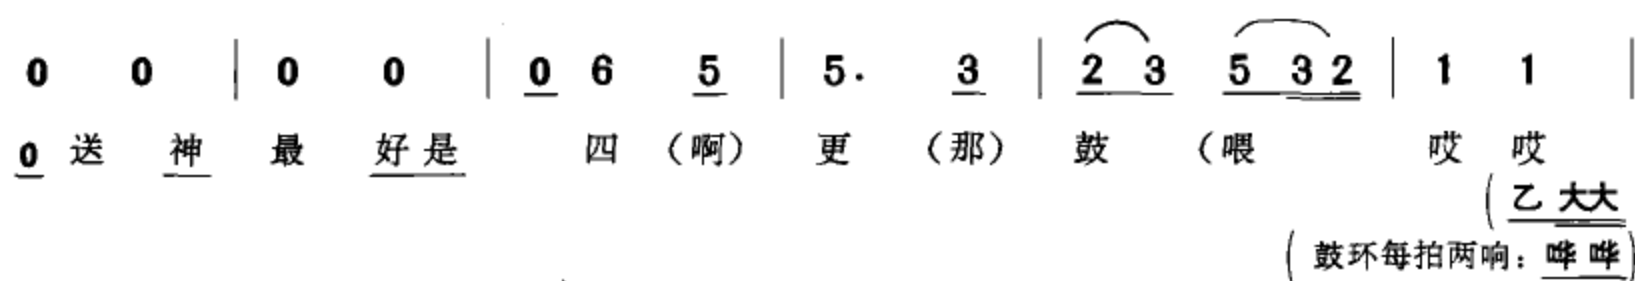 0 0 | 0 0 | 0 6 5 | 5. 3 | 2 3 5 3 2 | 1 1 |
0 送 神 最 好 是 四 （啊） 更 （那） 鼓 （喂 哎 哎
（ 乙 大大
（ 鼓环每拍两响：哗 哗）